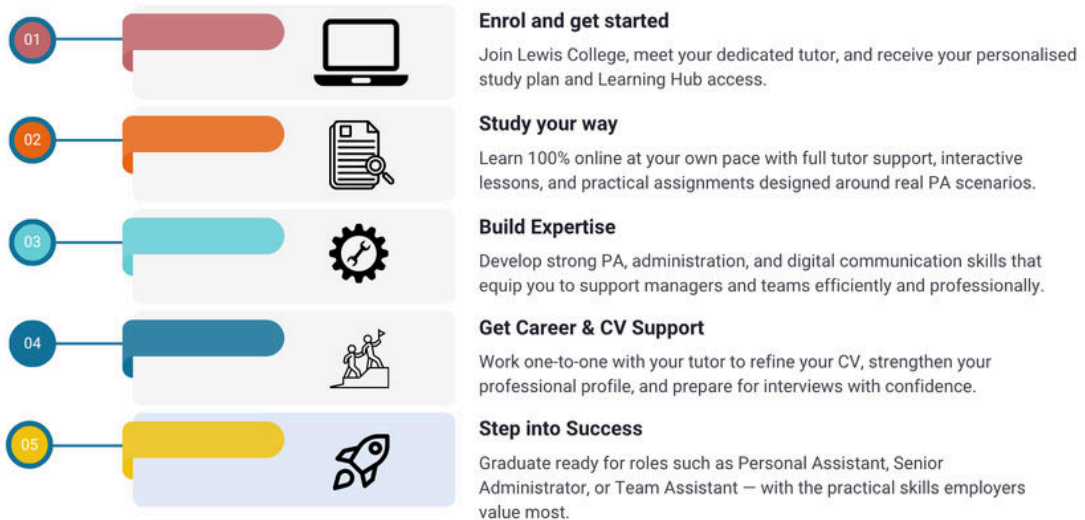 01
Enrol and get started
Join Lewis College, meet your dedicated tutor, and receive your personalised
study plan and Learning Hub access.
02
Study your way
Learn 100% online at your own pace with full tutor support, interactive
lessons, and practical assignments designed around real PA scenarios.
03
Build Expertise
Develop strong PA, administration, and digital communication skills that
equip you to support managers and teams efficiently and professionally.
04
Get Career & CV Support
Work one-to-one with your tutor to refine your CV, strengthen your
professional profile, and prepare for interviews with confidence.
05
Step into Success
Graduate ready for roles such as Personal Assistant, Senior
Administrator, or Team Assistant — with the practical skills employers
value most.